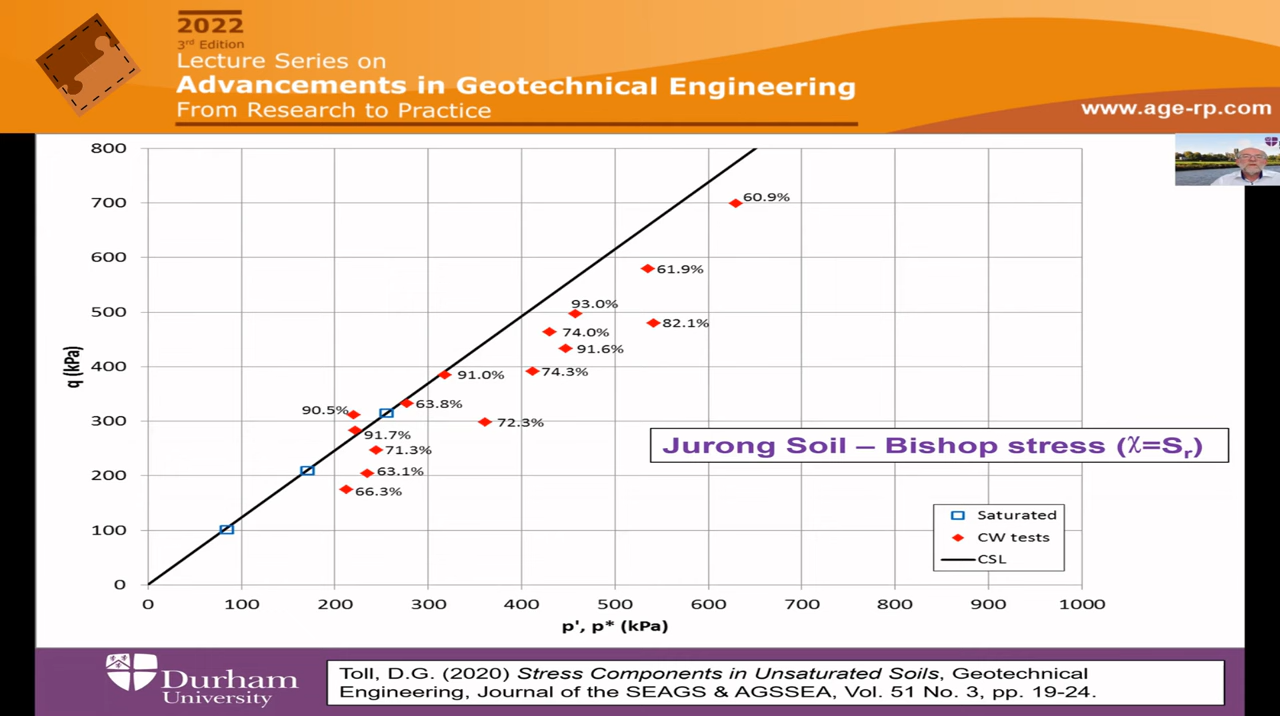 2022
3rd Edition
Lecture Series on
Advancements in Geotechnical Engineering
From Research to Practice
www.age-rp.com
800
700
600
500
400
300
200
100
0
q (kPa)
60.9%
61.9%
93.0%
82.1%
74.0%
91.6%
91.0%
74.3%
90.5%
63.8%
72.3%
91.7%
71.3%
63.1%
66.3%
Jurong Soil – Bishop stress (χ=Sr)
Saturated
CW tests
CSL
0 100 200 300 400 500 600 700 800 900 1000
p', p* (kPa)
Durham
University
Toll, D.G. (2020) Stress Components in Unsaturated Soils, Geotechnical
Engineering, Journal of the SEAGS & AGSSEA, Vol. 51 No. 3, pp. 19-24.